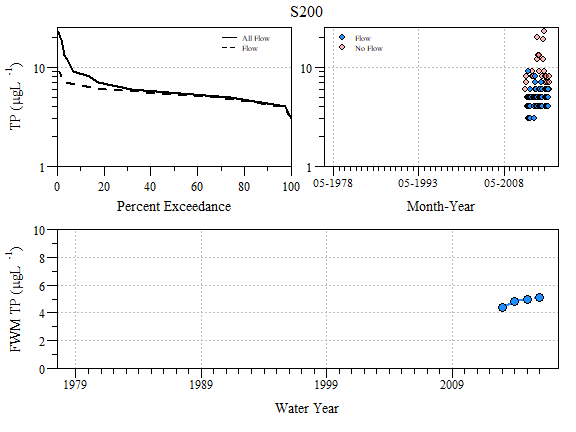 S200
TP (µgL⁻¹)
10
1
All Flow
Flow
0 20 40 60 80 100
Percent Exceedance
10
1
Flow
No Flow
05-1978 05-1993 05-2008
Month-Year
FWM TP (µgL⁻¹)
10
8
6
4
2
0
1979 1989 1999 2009
Water Year